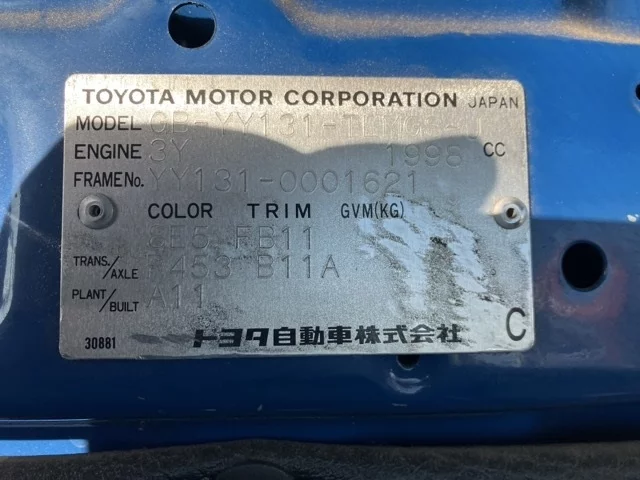 TOYOTA MOTOR CORPORATION JAPAN
MODEL
ENGINE 3Y 1998 CC
FRAME No. YY131-0001621
COLOR TRIM GVM(KG)
8E5 FB11
TRANS./AXLE B11A
PLANT/BUILT A11
30881 トヨタ自動車株式会社 C